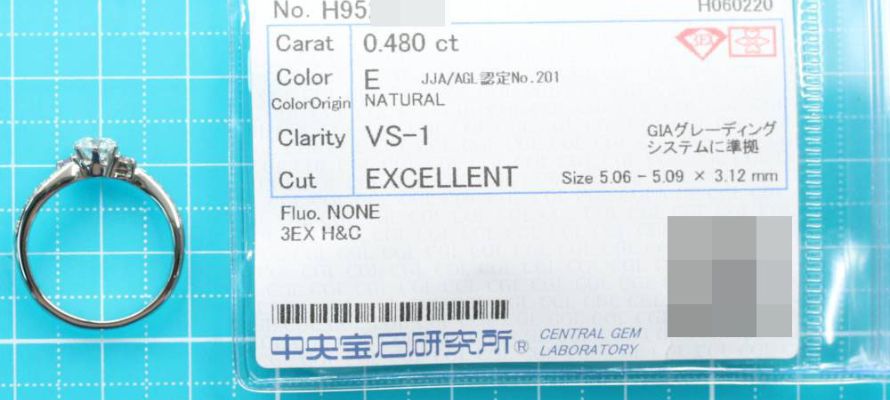 No. H95
H060220
Carat 0.480 ct
3EX
Color E JJA/AGL認定No.201
ColorOrigin NATURAL
Clarity VS-1
GIAグレーディング
システムに準拠
Cut EXCELLENT Size 5.06 - 5.09 × 3.12 mm
Fluo. NONE
3EX H&C
中央宝石研究所® CENTRAL GEM
LABORATORY